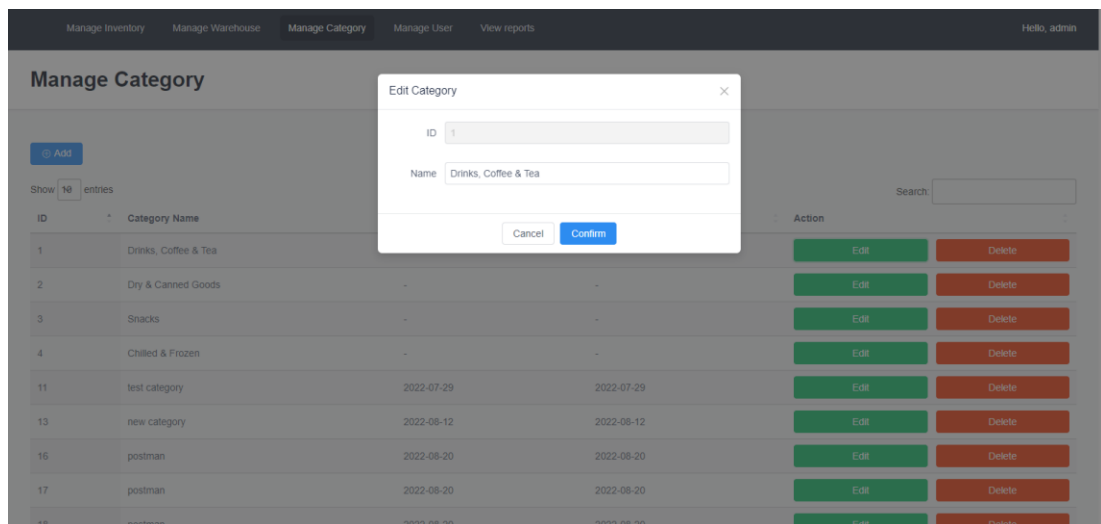 Manage Inventory Manage Warehouse Manage Category Manage User View reports Hello, admin
Manage Category
Edit Category
ID 1
Name Drinks, Coffee & Tea
Cancel Confirm
Add
Show 10 entries Search:
ID Category Name Action
1 Drinks, Coffee & Tea Edit Delete
2 Dry & Canned Goods - - Edit Delete
3 Snacks - - Edit Delete
4 Chilled & Frozen - - Edit Delete
11 test category 2022-07-29 2022-07-29 Edit Delete
13 new category 2022-08-12 2022-08-12 Edit Delete
16 postman 2022-08-20 2022-08-20 Edit Delete
17 postman 2022-08-20 2022-08-20 Edit Delete